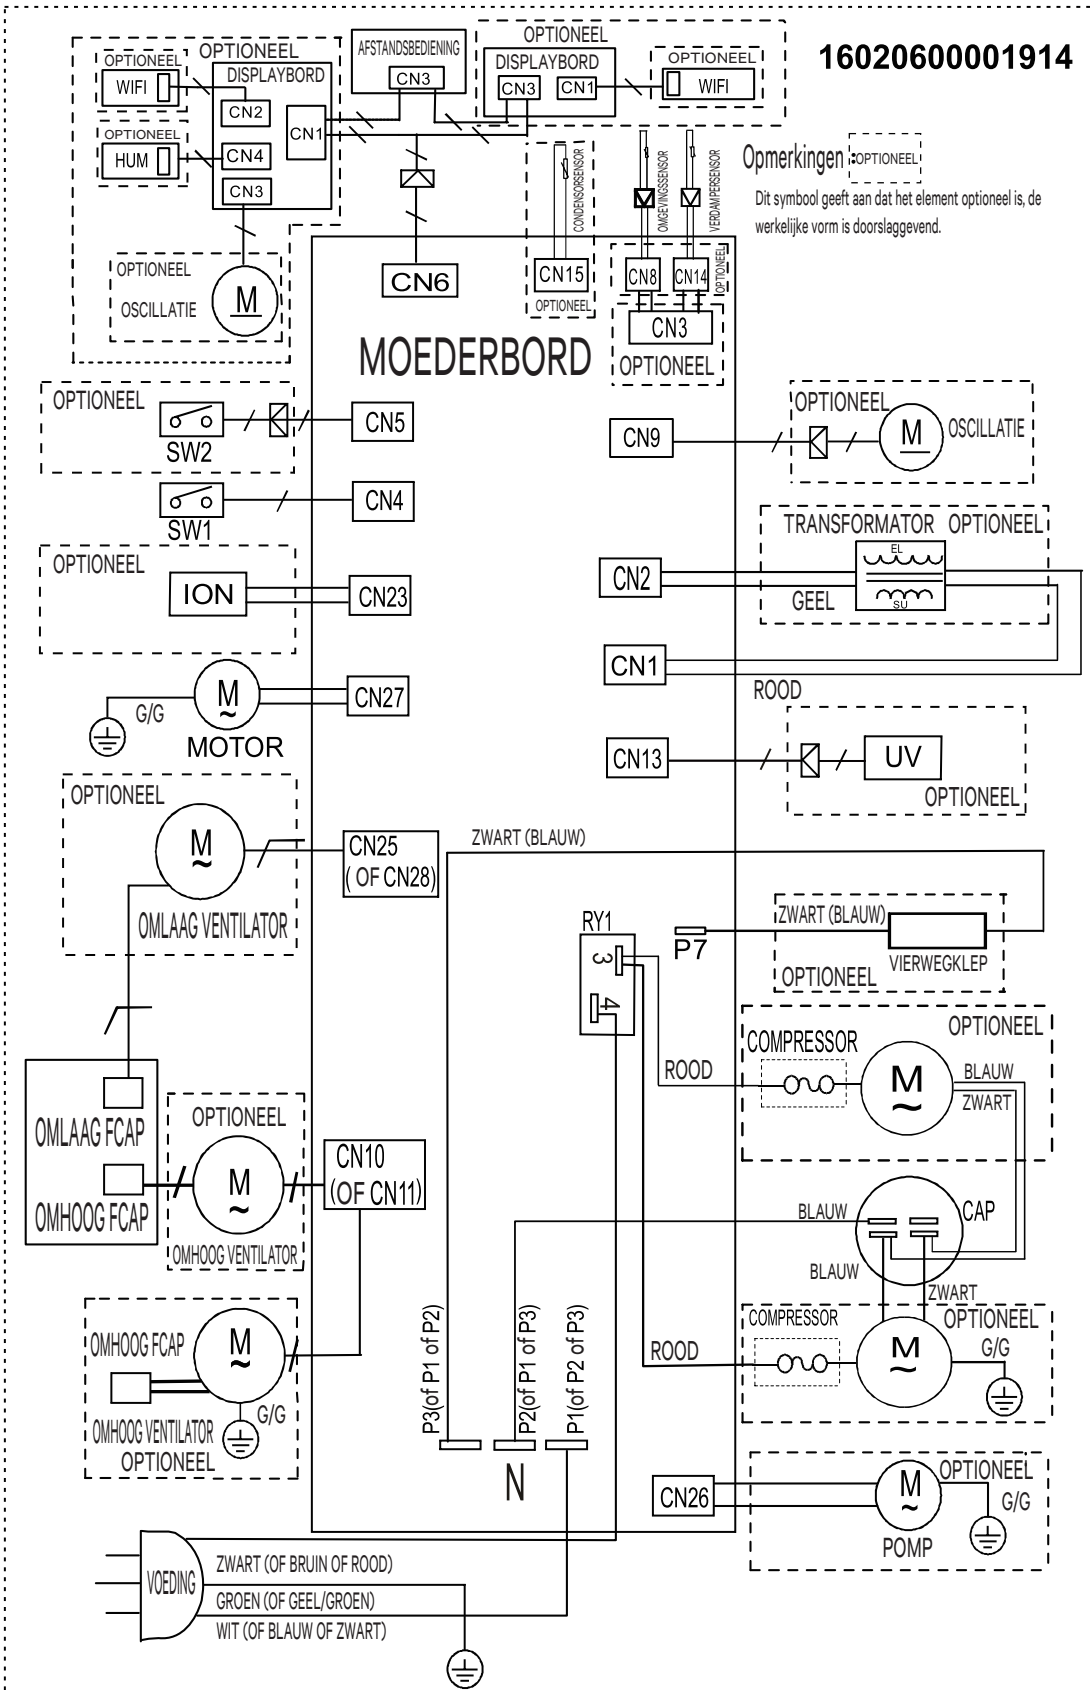 16020600001914
OPTIONEEL
OPTIONEEL
WIFI
DISPLAYBORD
CN2
CN1
OPTIONEEL
HUM
CN4
CN3
OPTIONEEL
OSCILLATIE
M
AFSTANDSBEDIENING
CN3
OPTIONEEL
DISPLAYBORD
CN3
CN1
OPTIONEEL
WIFI
Opmerkingen :OPTIONEEL
Dit symbool geeft aan dat het element optioneel is, de
werkelijke vorm is doorslaggevend.
CN6
CONDENSORSENSOR
CN15
OPTIONEEL
OMGEVINGSSENSOR
VERDAMPERSENSOR
CN8
CN14
OPTIONEEL
CN3
OPTIONEEL
MOEDERBORD
OPTIONEEL
SW2
CN5
SW1
CN4
OPTIONEEL
ION
CN23
M
~
G/G
MOTOR
CN27
OPTIONEEL
M
~
OMLAAG VENTILATOR
CN25
( OF CN28)
OMLAAG FCAP
OMHOOG FCAP
OPTIONEEL
M
~
OMHOOG VENTILATOR
CN10
(OF CN11)
OMHOOG FCAP
M
~
G/G
OMHOOG VENTILATOR
OPTIONEEL
CN9
OPTIONEEL
M
OSCILLATIE
TRANSFORMATOR OPTIONEEL
EL
SU
CN2
GEEL
CN1
ROOD
CN13
UV
OPTIONEEL
ZWART (BLAUW)
RY1
3
4
P7
ZWART (BLAUW)
VIERWEGKLEP
OPTIONEEL
OPTIONEEL
COMPRESSOR
ROOD
M
~
BLAUW
ZWART
BLAUW
CAP
BLAUW
ZWART
COMPRESSOR
OPTIONEEL
ROOD
M
~
G/G
P3(of P1 of P2)
P2(of P1 of P3)
P1(of P2 of P3)
N
CN26
OPTIONEEL
M
~
G/G
POMP
VOEDING
ZWART (OF BRUIN OF ROOD)
GROEN (OF GEEL/GROEN)
WIT (OF BLAUW OF ZWART)